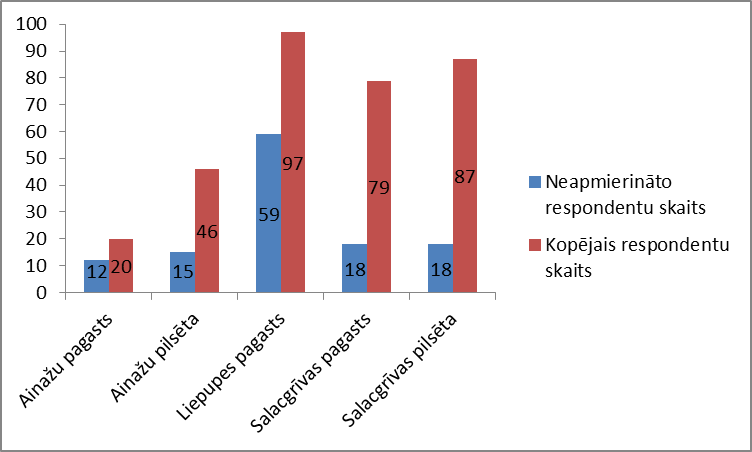 100
90
80
70
60
50
40
30
20
10
0
12
20
15
46
59
97
18
79
18
87
Ainažu pagasts
Ainažu pilsēta
Liepupes pagasts
Salacgrīvas pagasts
Salacgrīvas pilsēta
Neapmierināto
respondentu skaits
Kopējais respondentu
skaits